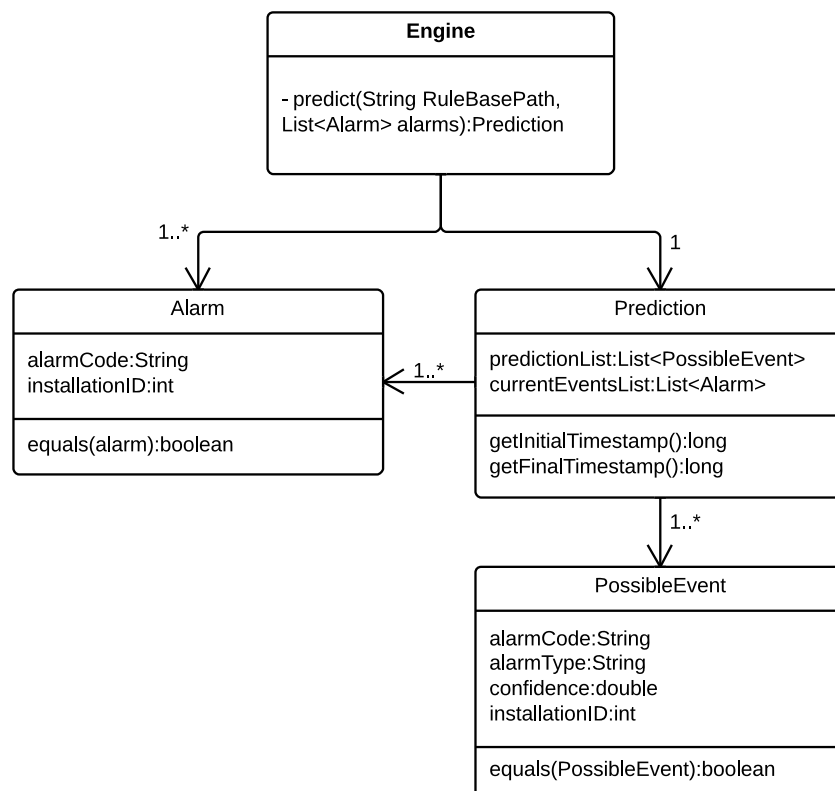 Engine
- predict(String RuleBasePath,
List<Alarm> alarms):Prediction
1..*
1
Alarm
alarmCode:String
installationID:int
equals(alarm):boolean
1..*
Prediction
predictionList:List<PossibleEvent>
currentEventsList:List<Alarm>
getInitialTimestamp():long
getFinalTimestamp():long
1..*
PossibleEvent
alarmCode:String
alarmType:String
confidence:double
installationID:int
equals(PossibleEvent):boolean